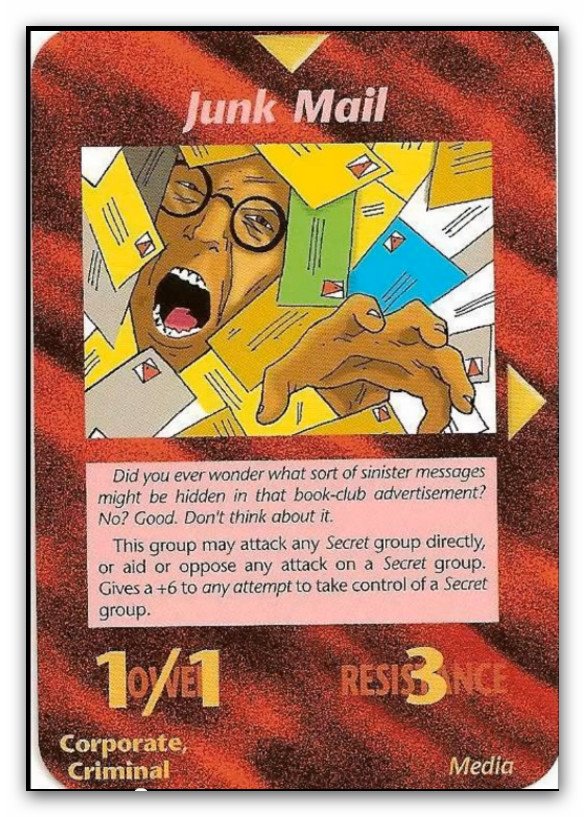 Junk Mail
Did you ever wonder what sort of sinister messages
might be hidden in that book-club advertisement?
No? Good. Don't think about it.
This group may attack any Secret group directly,
or aid or oppose any attack on a Secret group.
Gives a +6 to any attempt to take control of a Secret
group.
POWER 1/1
RESISTANCE 3
Corporate,
Criminal
Media